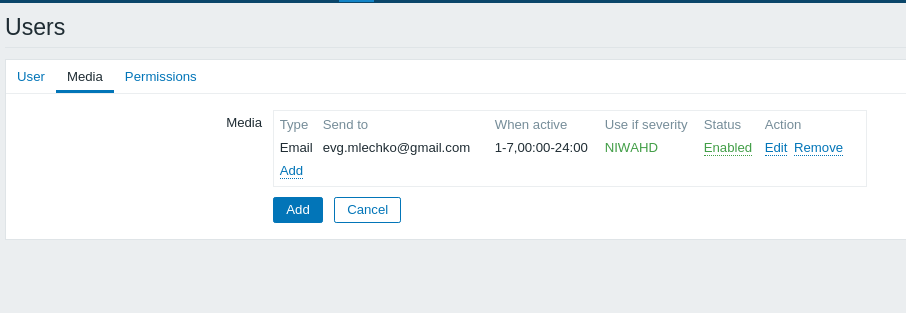 Users
User Media Permissions
Media Type Send to When active Use if severity Status Action
Email evg.mlechko@gmail.com 1-7,00:00-24:00 NIWAHD Enabled Edit Remove
Add
Add Cancel